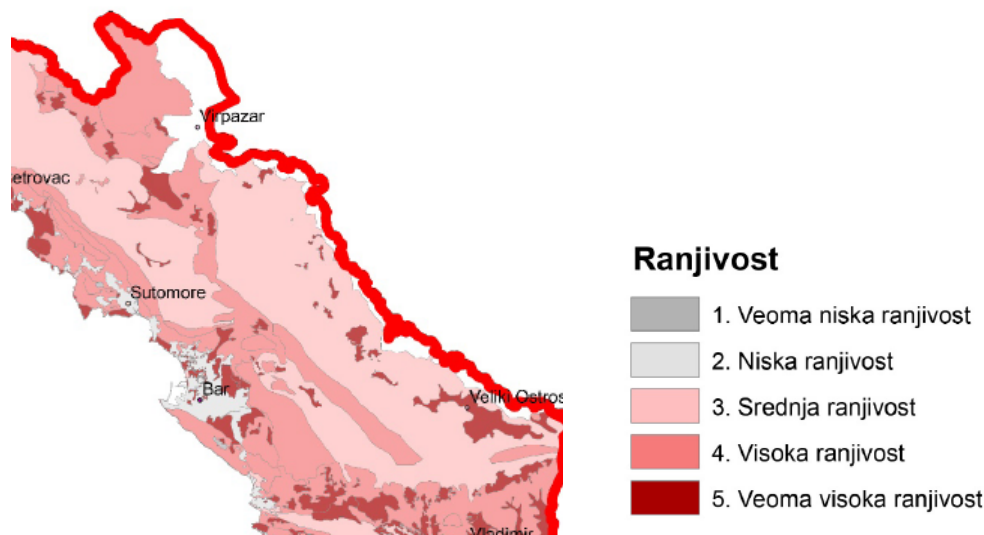 Virpazar
etrovac
Sutomore
Bar
Veliki Ostros
Vladimir
Ranjivost
1. Veoma niska ranjivost
2. Niska ranjivost
3. Srednja ranjivost
4. Visoka ranjivost
5. Veoma visoka ranjivost